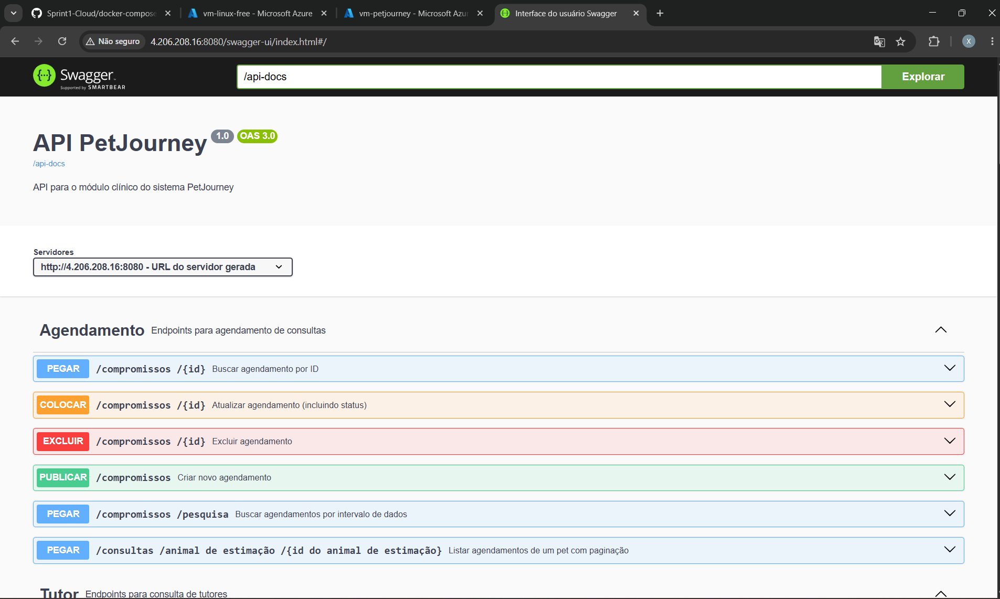 Sprint1-Cloud/docker-compose
vm-linux-free - Microsoft Azure
vm-petjourney - Microsoft Azur
Interface do usuário Swagger
Não seguro
4.206.208.16:8080/swagger-ui/index.html#/
X
Swagger
Supported by SMARTBEAR
/api-docs
Explorar
API PetJourney 1.0 OAS 3.0
/api-docs
API para o módulo clínico do sistema PetJourney
Servidores
http://4.206.208.16:8080 - URL do servidor gerada
Agendamento Endpoints para agendamento de consultas
PEGAR /compromissos /{id} Buscar agendamento por ID
COLOCAR /compromissos /{id} Atualizar agendamento (incluindo status)
EXCLUIR /compromissos /{id} Excluir agendamento
PUBLICAR /compromissos Criar novo agendamento
PEGAR /compromissos /pesquisa Buscar agendamentos por intervalo de dados
PEGAR /consultas /animal de estimação /{id do animal de estimação} Listar agendamentos de um pet com paginação
Tutor Endpoints para consulta de tutores